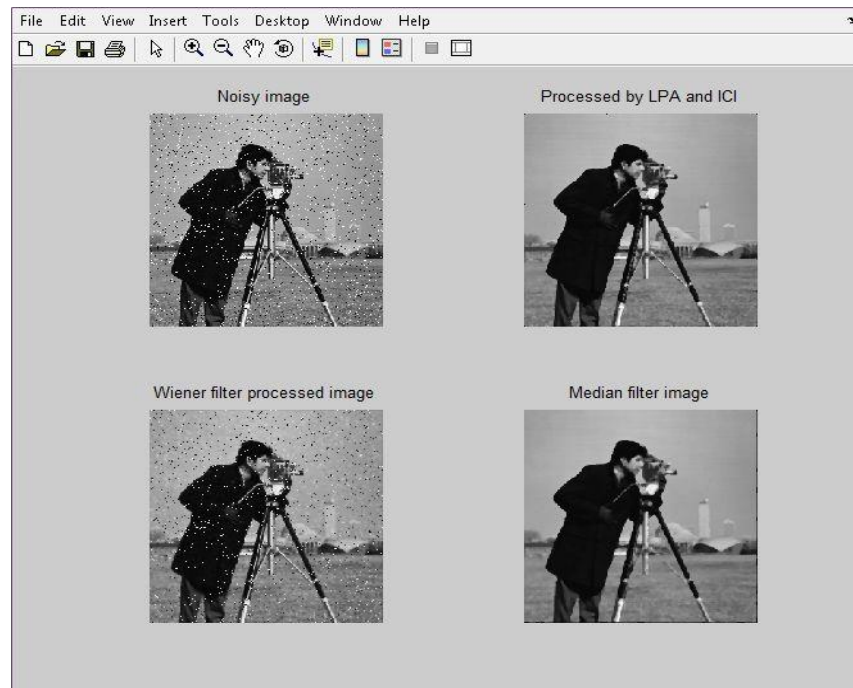 File Edit View Insert Tools Desktop Window Help
Noisy image
Processed by LPA and ICI
Wiener filter processed image
Median filter image